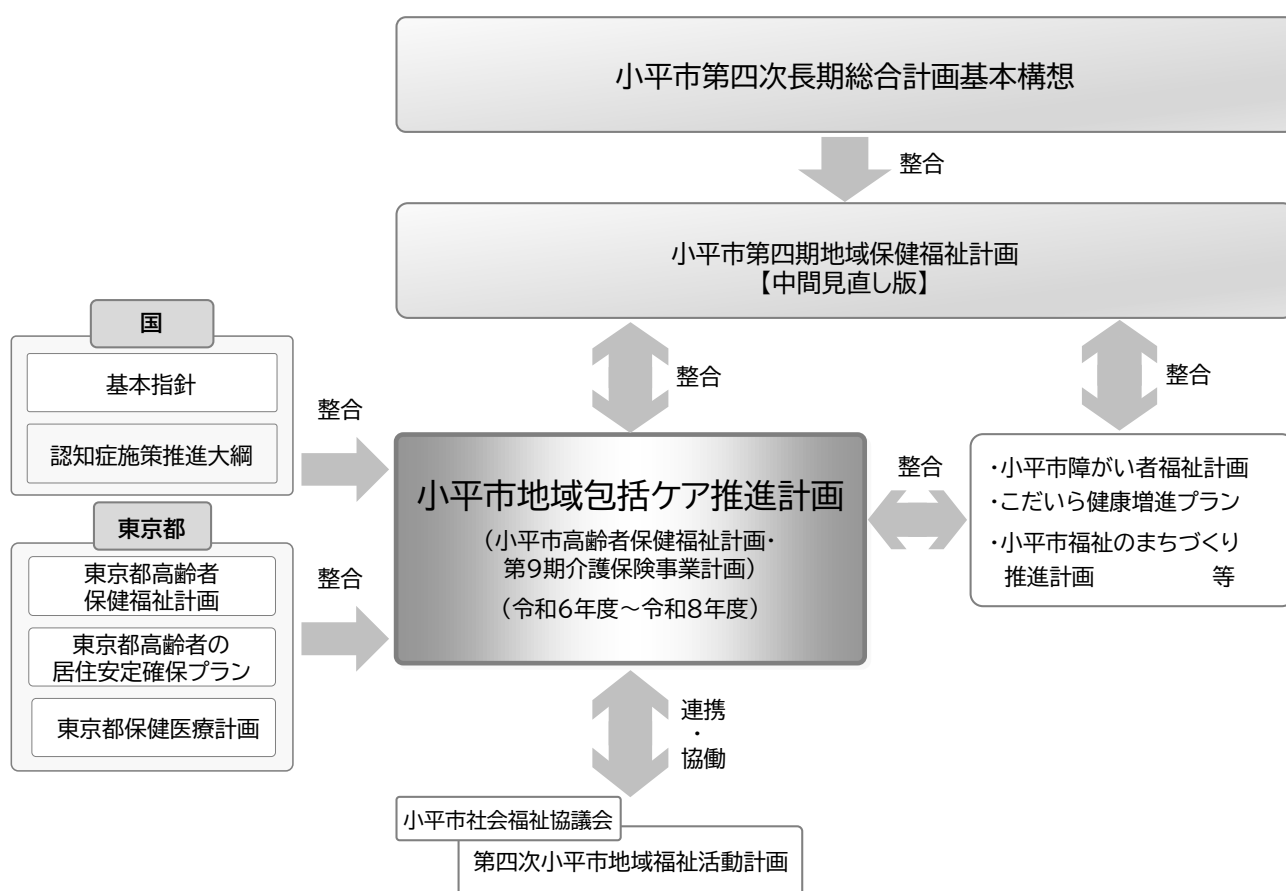 小平市第四次長期総合計画基本構想
整合
小平市第四期地域保健福祉計画
【中間見直し版】
整合
整合
国
基本指針
認知症施策推進大綱
整合
東京都
東京都高齢者
保健福祉計画
東京都高齢者の
居住安定確保プラン
東京都保健医療計画
整合
小平市地域包括ケア推進計画
（小平市高齢者保健福祉計画・
第9期介護保険事業計画）
（令和6年度～令和8年度）
整合
・小平市障がい者福祉計画
・こだいら健康増進プラン
・小平市福祉のまちづくり
推進計画　　　　　等
連携
・
協働
小平市社会福祉協議会
第四次小平市地域福祉活動計画